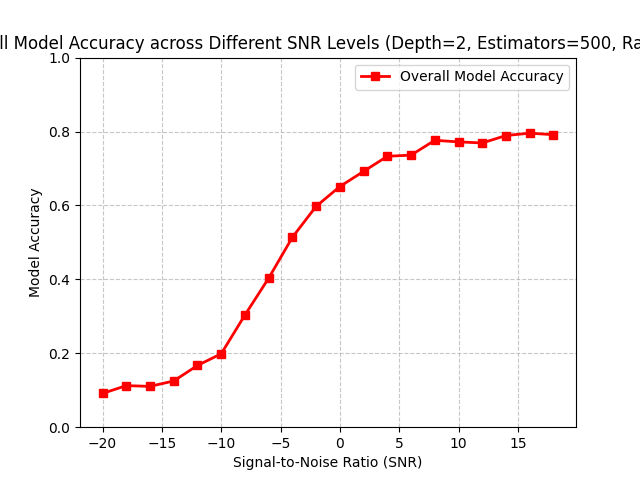 ll Model Accuracy across Different SNR Levels (Depth=2, Estimators=500, Ra
Overall Model Accuracy
1.0
0.8
0.6
0.4
0.2
0.0
Model Accuracy
−20 −15 −10 −5 0 5 10 15
Signal-to-Noise Ratio (SNR)